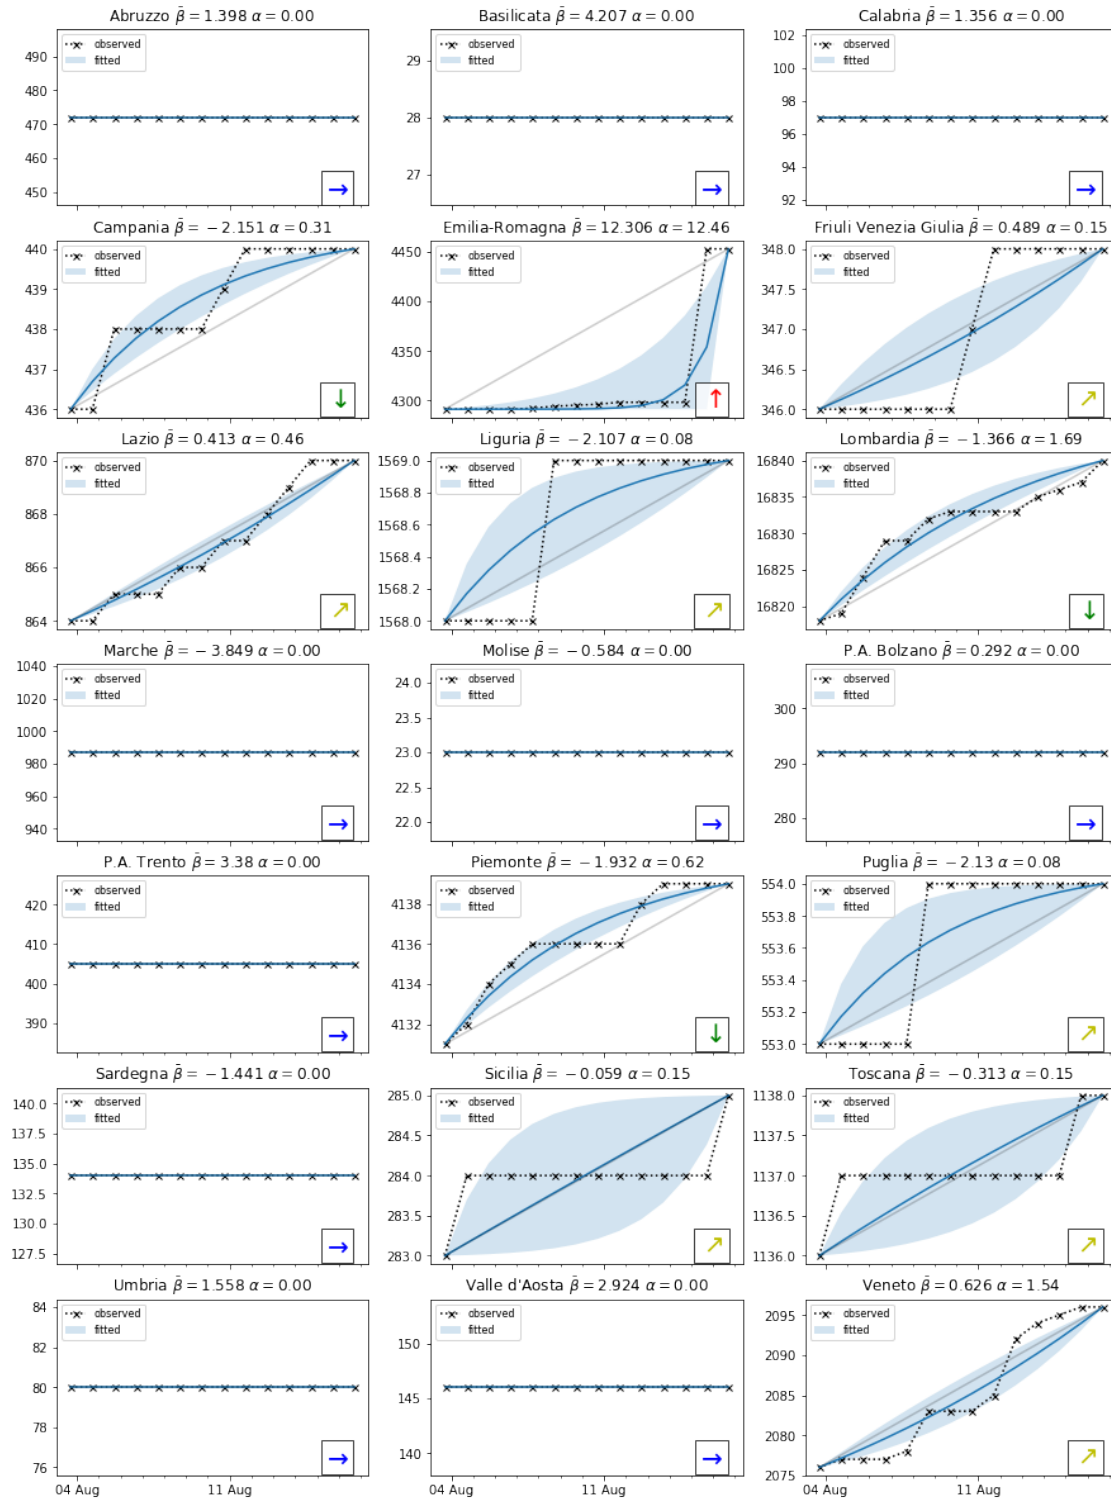 Abruzzo β̄ = 1.398 α = 0.00
observed
fitted
490
480
470
460
450
Basilicata β̄ = 4.207 α = 0.00
observed
fitted
29
28
27
Calabria β̄ = 1.356 α = 0.00
observed
fitted
102
100
98
96
94
92
Campania β̄ = −2.151 α = 0.31
observed
fitted
440
439
438
437
436
Emilia-Romagna β̄ = 12.306 α = 12.46
observed
fitted
4450
4400
4350
4300
Friuli Venezia Giulia β̄ = 0.489 α = 0.15
observed
fitted
348.0
347.5
347.0
346.5
346.0
Lazio β̄ = 0.413 α = 0.46
observed
fitted
870
868
866
864
Liguria β̄ = −2.107 α = 0.08
observed
fitted
1569.0
1568.8
1568.6
1568.4
1568.2
1568.0
Lombardia β̄ = −1.366 α = 1.69
observed
fitted
16840
16835
16830
16825
16820
Marche β̄ = −3.849 α = 0.00
observed
fitted
1040
1020
1000
980
960
940
Molise β̄ = −0.584 α = 0.00
observed
fitted
24.0
23.5
23.0
22.5
22.0
P.A. Bolzano β̄ = 0.292 α = 0.00
observed
fitted
300
290
280
P.A. Trento β̄ = 3.38 α = 0.00
observed
fitted
420
410
400
390
Piemonte β̄ = −1.932 α = 0.62
observed
fitted
4138
4136
4134
4132
Puglia β̄ = −2.13 α = 0.08
observed
fitted
554.0
553.8
553.6
553.4
553.2
553.0
Sardegna β̄ = −1.441 α = 0.00
observed
fitted
140.0
137.5
135.0
132.5
130.0
127.5
Sicilia β̄ = −0.059 α = 0.15
observed
fitted
285.0
284.5
284.0
283.5
283.0
Toscana β̄ = −0.313 α = 0.15
observed
fitted
1138.0
1137.5
1137.0
1136.5
1136.0
Umbria β̄ = 1.558 α = 0.00
observed
fitted
84
82
80
78
76
04 Aug
11 Aug
Valle d'Aosta β̄ = 2.924 α = 0.00
observed
fitted
150
145
140
04 Aug
11 Aug
Veneto β̄ = 0.626 α = 1.54
observed
fitted
2095
2090
2085
2080
2075
04 Aug
11 Aug